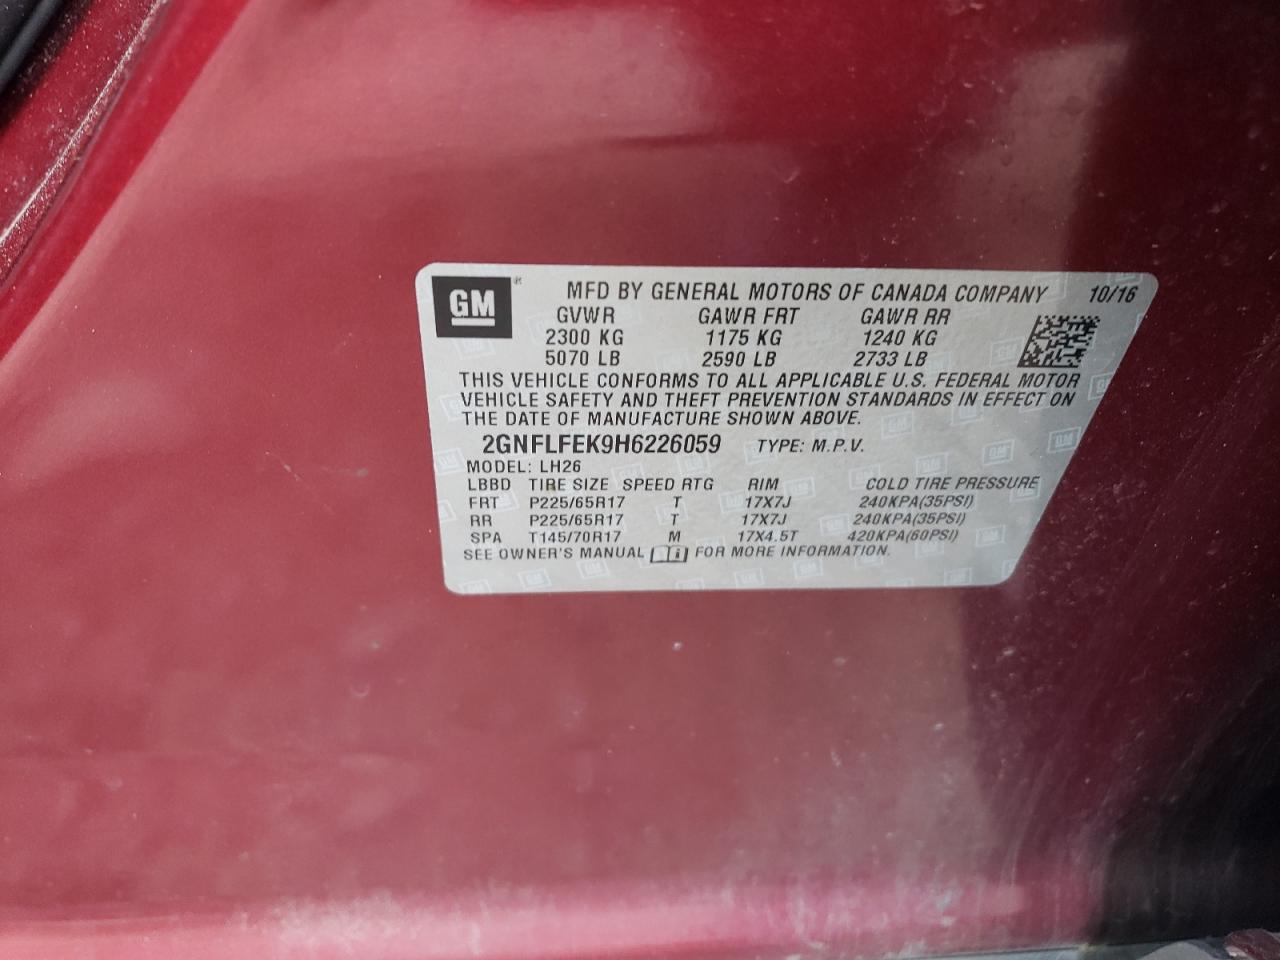 GM
MFD BY GENERAL MOTORS OF CANADA COMPANY 10/16
GVWR GAWR FRT GAWR RR
2300 KG 1175 KG 1240 KG
5070 LB 2590 LB 2733 LB
THIS VEHICLE CONFORMS TO ALL APPLICABLE U.S. FEDERAL MOTOR
VEHICLE SAFETY AND THEFT PREVENTION STANDARDS IN EFFECT ON
THE DATE OF MANUFACTURE SHOWN ABOVE.
2GNFLFEK9H6226059 TYPE: M.P.V.
MODEL: LH26
LBBD TIRE SIZE SPEED RTG RIM COLD TIRE PRESSURE
FRT P225/65R17 T 17X7J 240KPA(35PSI)
RR P225/65R17 T 17X7J 240KPA(35PSI)
SPA T145/70R17 M 17X4.5T 420KPA(60PSI)
SEE OWNER'S MANUAL i FOR MORE INFORMATION.